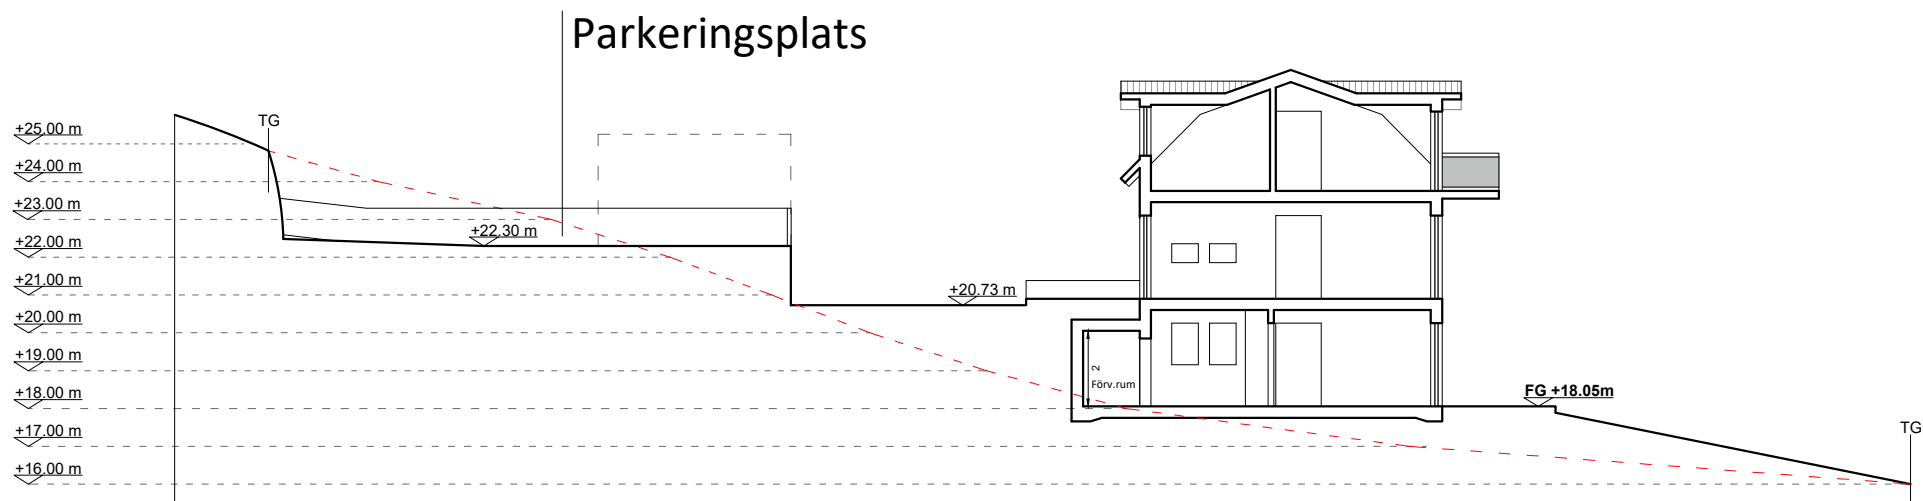 Parkeringsplats
TG
+25.00 m
+24.00 m
+23.00 m
+22.30 m
+22.00 m
+21.00 m
+20.73 m
+20.00 m
+19.00 m
2
Förv.rum
FG +18.05m
+18.00 m
+17.00 m
TG
+16.00 m